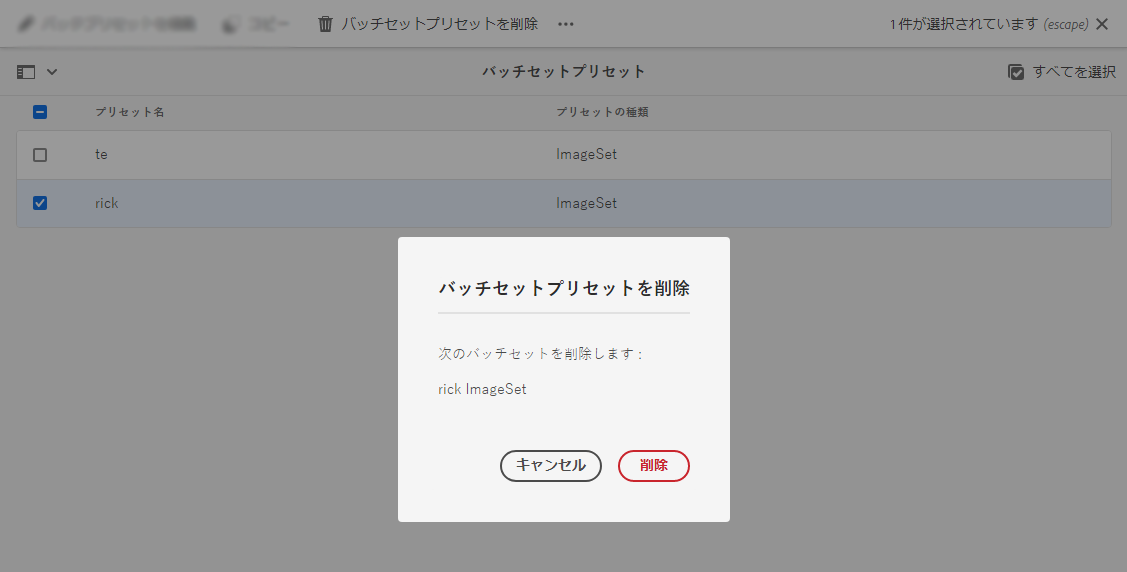 コピー バッチセットプリセットを削除 ••• 1 件が選択されています (escape)
バッチセットプリセット すべてを選択
プリセット名 プリセットの種類
te ImageSet
rick ImageSet
バッチセットプリセットを削除
次のバッチセットを削除します :
rick ImageSet
キャンセル 削除